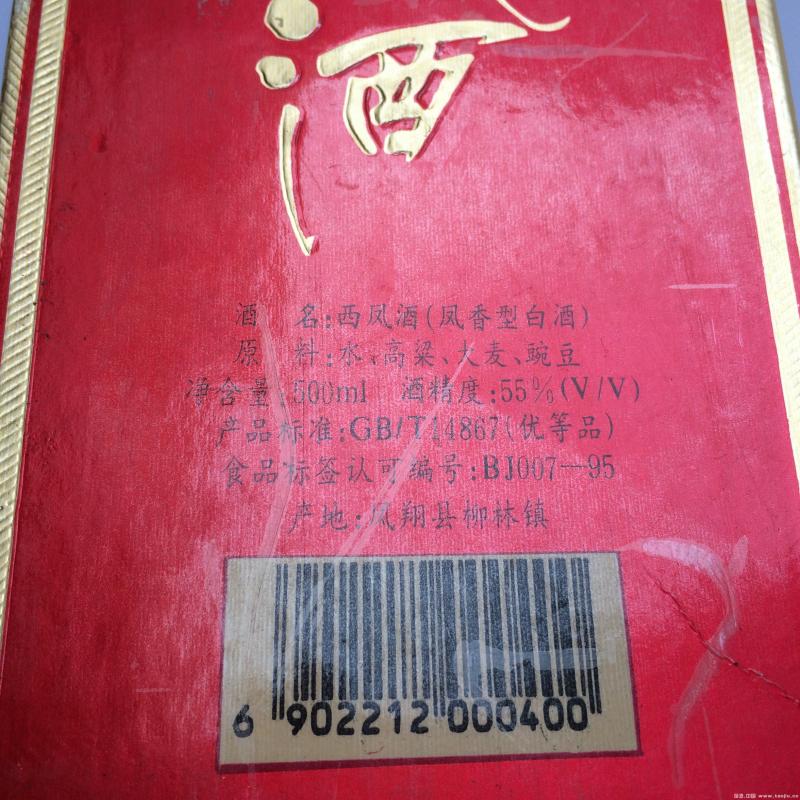 酒
酒 名:西凤酒(凤香型白酒)
原 料:水、高粱、大麦、豌豆
净含量:500ml 酒精度:55%(V/V)
产品标准:GB/T14867(优等品)
食品标签认可编号:BJ007—95
产地:凤翔县柳林镇
6 902212 000400